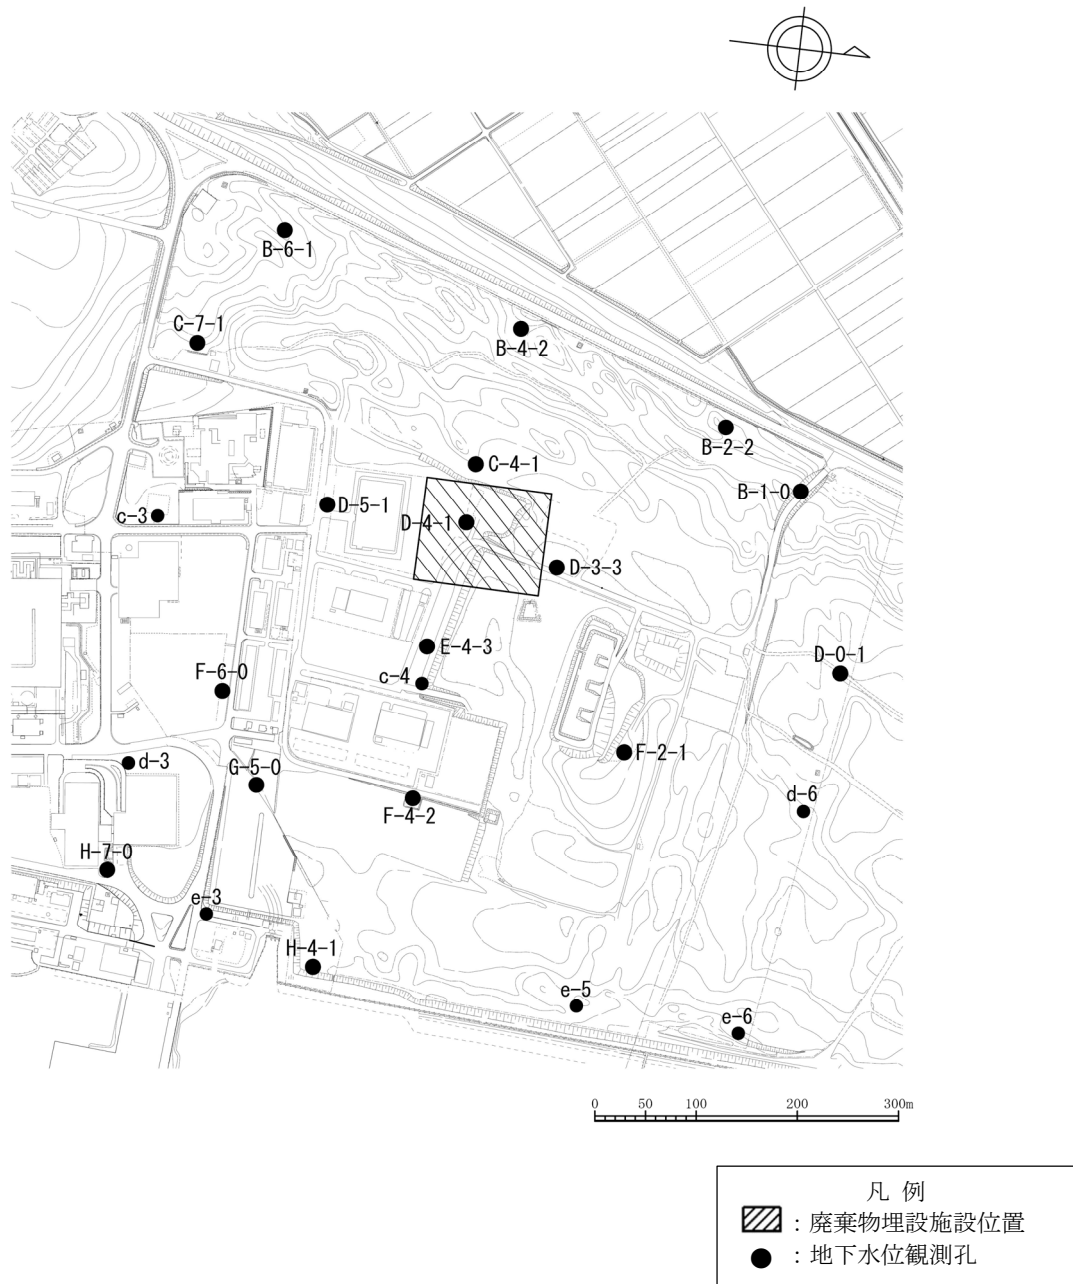 B-6-1
C-7-1
B-4-2
B-2-2
C-4-1
B-1-0
D-5-1
c-3
D-4-1
D-3-3
E-4-3
D-0-1
c-4
F-6-0
F-2-1
d-3
G-5-0
d-6
F-4-2
H-7-0
e-3
H-4-1
e-5
e-6
0 50 100 200 300m
凡 例
：廃棄物埋設施設位置
：地下水位観測孔